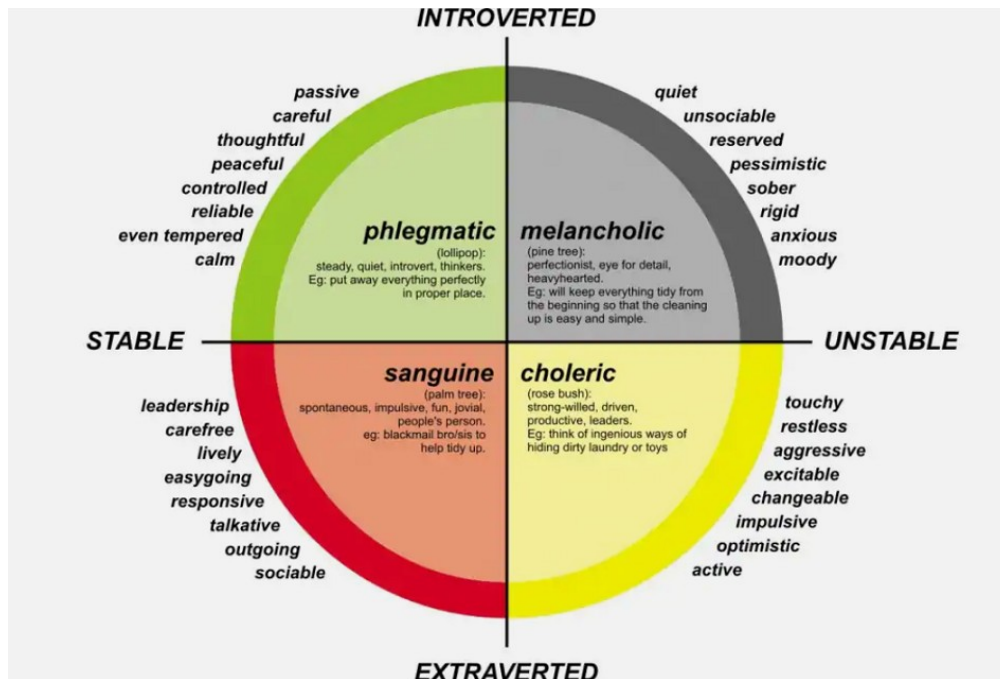 INTROVERTED
passive
careful
thoughtful
peaceful
controlled
reliable
even tempered
calm
quiet
unsociable
reserved
pessimistic
sober
rigid
anxious
moody
phlegmatic
(lollipop):
steady, quiet, introvert, thinkers.
Eg: put away everything perfectly
in proper place.
melancholic
(pine tree):
perfectionist, eye for detail,
heavyhearted.
Eg: will keep everything tidy from
the beginning so that the cleaning
up is easy and simple.
STABLE
UNSTABLE
sanguine
(palm tree):
spontaneous, impulsive, fun, jovial,
people's person.
eg: blackmail bro/sis to
help tidy up.
choleric
(rose bush):
strong-willed, driven,
productive, leaders.
Eg: think of ingenious ways of
hiding dirty laundry or toys
leadership
carefree
lively
easygoing
responsive
talkative
outgoing
sociable
touchy
restless
aggressive
excitable
changeable
impulsive
optimistic
active
EXTRAVERTED